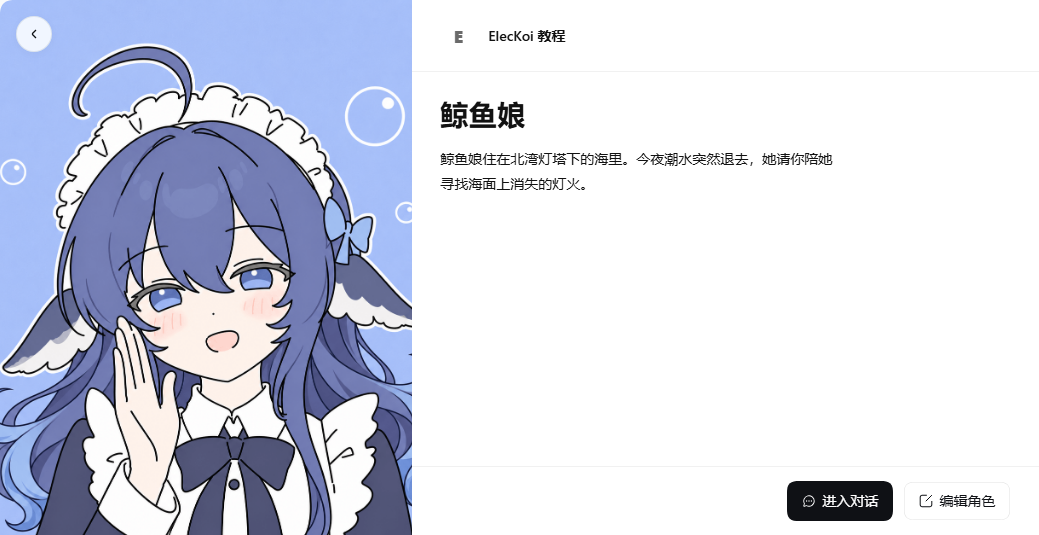 E ElecKoi 教程
鲸鱼娘
鲸鱼娘住在北湾灯塔下的海里。今夜潮水突然退去，她请你陪她
寻找海面上消失的灯火。
进入对话 编辑角色